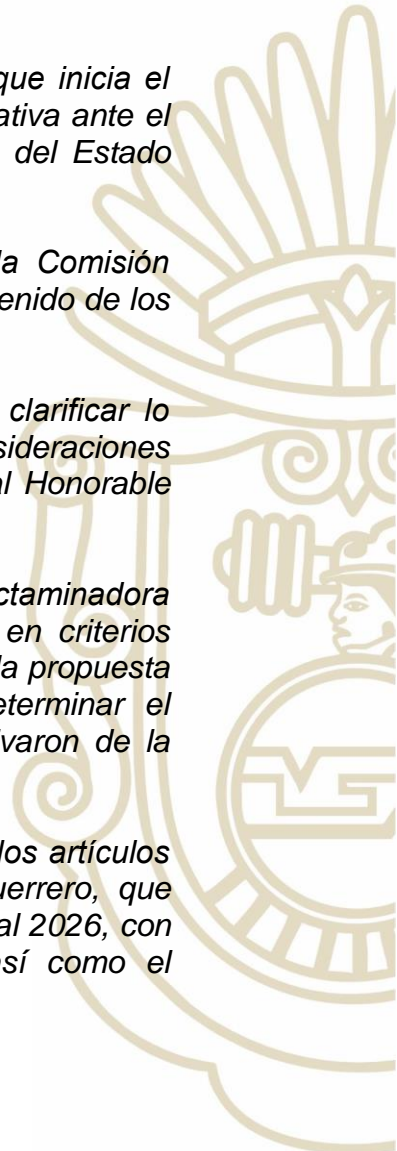 que inicia el
ativa ante el
del Estado
la Comisión
tenido de los
clarificar lo
sideraciones
al Honorable
ctaminadora
en criterios
la propuesta
eterminar el
varon de la
los artículos
uerrero, que
al 2026, con
así como el